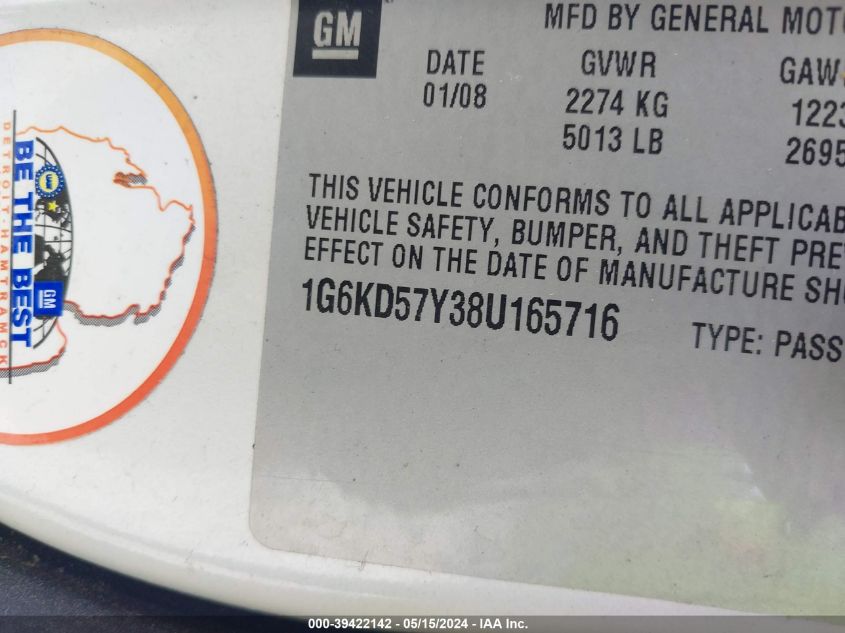 GM
MFD BY GENERAL MOTO
DATE GVWR GAW
01/08 2274 KG 1223
5013 LB 2695
THIS VEHICLE CONFORMS TO ALL APPLICAB
VEHICLE SAFETY, BUMPER, AND THEFT PRE
EFFECT ON THE DATE OF MANUFACTURE SH
1G6KD57Y38U165716 TYPE: PASS
DETROIT-HAMTRAMCK
BE THE BEST
GM
000-39422142 - 05/15/2024 - IAA Inc.